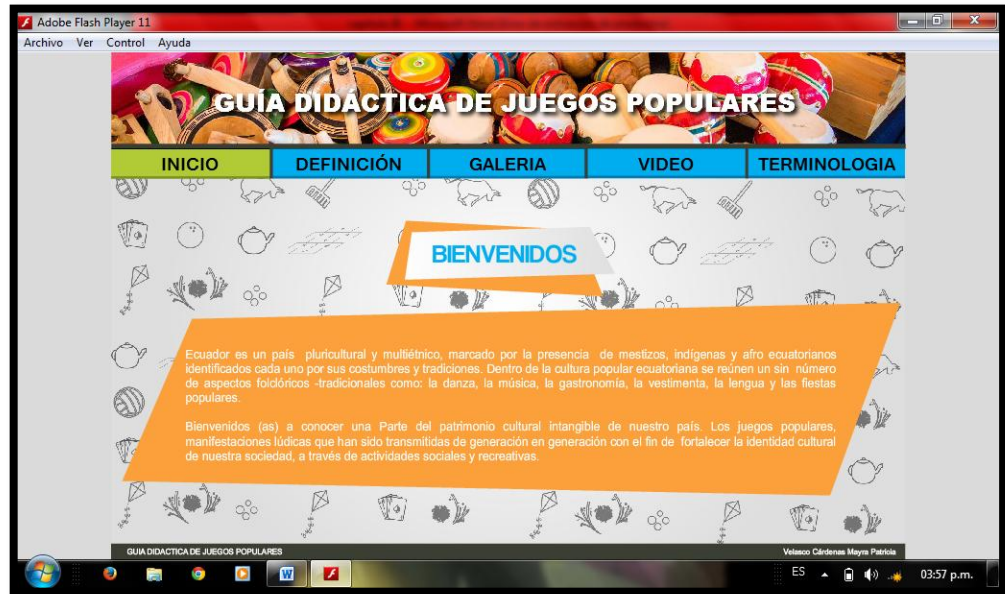 Adobe Flash Player 11
Archivo Ver Control Ayuda
GUÍA DIDÁCTICA DE JUEGOS POPULARES
INICIO DEFINICIÓN GALERIA VIDEO TERMINOLOGIA
BIENVENIDOS
Ecuador es un país pluricultural y multiétnico, marcado por la presencia de mestizos, indígenas y afro ecuatorianos
identificados cada uno por sus costumbres y tradiciones. Dentro de la cultura popular ecuatoriana se reúnen un sin número
de aspectos folclóricos -tradicionales como: la danza, la música, la gastronomía, la vestimenta, la lengua y las fiestas
populares.
Bienvenidos (as) a conocer una Parte del patrimonio cultural intangible de nuestro país. Los juegos populares,
manifestaciones lúdicas que han sido transmitidas de generación en generación con el fin de fortalecer la identidad cultural
de nuestra sociedad, a través de actividades sociales y recreativas.
GUIA DIDACTICA DE JUEGOS POPULARES Velasco Cárdenas Mayra Patricia
ES 03:57 p.m.